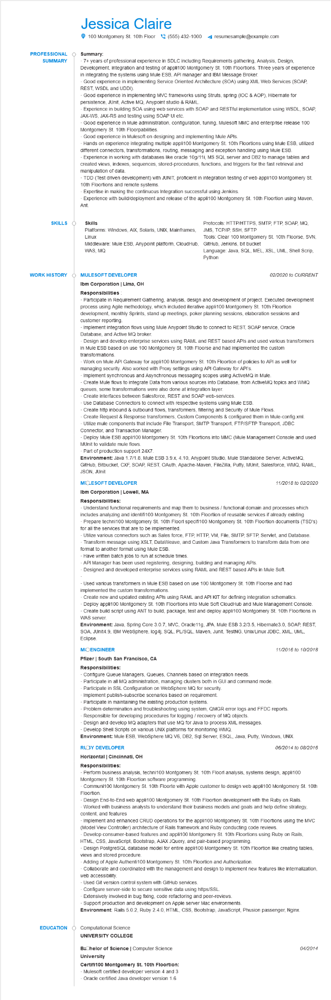 Jessica Claire
100 Montgomery St. 10th Floor (555) 432-1000 resumesample@example.com
PROFESSIONAL SUMMARY
Summary:
· 7+ years of professional experience in SDLC including Requirements gathering, Analysis, Design,
Development, integration and testing of appli100 Montgomery St. 10th Floortions. Three years of experience
in integrating the systems using Mule ESB, API manager and IBM Message Broker.
· Good experience in implementing Service Oriented Architecture (SOA) using XML Web Services (SOAP,
REST, WSDL and UDDI).
· Good experience in implementing MVC frameworks using Struts, spring (IOC & AOP), Hibernate for
persistence, JUnit, Active MQ, Anypoint studio & RAML.
· Experience in building SOA using web services with SOAP and RESTful implementation using WSDL, SOAP,
JAX-WS, JAX-RS and testing using SOAP UI etc.
· Good experience in Mule administration, configuration, tuning, Mulesoft MMC and enterprise release 100
Montgomery St. 10th Floorpabilities.
· Good experience in Mulesoft on designing and implementing Mule APIs.
· Hands on experience integrating multiple appli100 Montgomery St. 10th Floortions using Mule ESB, utilized
different connectors, transformations, routing, messaging and exception handling using Mule ESB.
· Experience in working with databases like oracle 10g/11i, MS SQL server and DB2 to manage tables and
created views, indexes, sequences, stored-procedures, functions, and triggers for the fast retrieval and
manipulation of data.
· TDD (Test driven development) with JUNIT, proficient in integration testing of web appli100 Montgomery St.
10th Floortions and remote systems.
· Expertise in making the continuous Integration successful using Jenkins.
· Experience with build/deployment and release of the appli100 Montgomery St. 10th Floortion using Maven,
Ant.
SKILLS
Skills
Platforms: Windows, AIX, Solaris, UNIX, Mainframes,
Linux
Middleware: Mule ESB, Anypoint platform, CloudHub,
WAS, MQ
Protocols: HTTP/HTTPS, SMTP, FTP, SOAP, MQ,
JMS, TCP/IP, SSH, SFTP
Tools: Clear 100 Montgomery St. 10th Floorse, SVN,
GitHub, Jenkins, bit bucket
Language: Java, SQL, MEL, XSL, UML, Shell Scrip,
Python
WORK HISTORY
MULESOFT DEVELOPER 02/2020 to CURRENT
Ibm Corporation | Lima, OH
Responsibilities :
· Participate in Requirement Gathering, analysis, design and development of project. Executed development
process using Agile methodology, which included iterative appli100 Montgomery St. 10th Floortion
development, monthly Sprints, stand up meetings, poker planning sessions, elaboration sessions and
customer reporting.
· Implement integration flows using Mule Anypoint Studio to connect to REST, SOAP service, Oracle
Database, and Active MQ broker.
· Design and develop enterprise services using RAML and REST based APIs and used various transformers
in Mule ESB based on use 100 Montgomery St. 10th Floorse and had implemented the custom
transformations.
· Work on Mule API Gateway for appli100 Montgomery St. 10th Floortion of policies to API as well for
managing security. Also worked with Proxy settings using API Gateway for API's.
· Implement synchronous and Asynchronous messaging scopes using ActiveMQ in Mule.
· Create Mule flows to integrate Data from various sources into Database, from ActiveMQ topics and WMQ
queues, some transformations were also done at integration layer.
· Create interfaces between Salesforce, REST and SOAP web-services.
· Use Database Connectors to connect with respective systems using Mule ESB.
· Create http inbound & outbound flows, transformers, filtering and Security of Mule Flows.
· Create Request & Response transformers, Custom Components & configured them in Mule-config.xml.
· Utilize mule components that include File Transport, SMTP Transport, FTP/SFTP Transport, JDBC
Connector, and Transaction Manager.
· Deploy Mule ESB appli100 Montgomery St. 10th Floortions into MMC (Mule Management Console and used
MUnit to validate mule flows.
· Part of production support 24X7.
Environment: Java 1.7/1.8, Mule ESB 3.9.x, 4.10, Anypoint Studio, Mule Standalone Server, ActiveMQ,
GitHub, Bitbucket, CXF, SOAP, REST, OAuth, Apache-Maven, FileZilla, Putty, MUnit, Salesforce, WMQ, RAML,
JSON, JUnit
MULESOFT DEVELOPER 11/2018 to 02/2020
Ibm Corporation | Lowell, MA
Responsibilities:
· Understand functional requirements and map them to business / functional domain and processes which
includes analyzing and identifi100 Montgomery St. 10th Floortion of reusable services if already existing
· Prepare techni100 Montgomery St. 10th Floorl specifi100 Montgomery St. 10th Floortion documents (TSD's)
for all the services that are to be implemented.
· Utilize various connectors such as Sales force, FTP, HTTP, VM, File, SMTP, SFTP, Servlet, and Database.
· Transform message using XSLT, DataWeave, and Custom Java Transformers to transform data from one
format to another format using Mule ESB.
· Have written batch jobs to run at schedule times.
· API Manager has been used registering, designing, building and managing APIs.
· Designed and developed enterprise services using RAML and REST based APIs in Mule Soft.
·
· Used various transformers in Mule ESB based on use 100 Montgomery St. 10th Floorse and had
implemented the custom transformations.
· Create new and updated existing APIs using RAML and API KIT for defining integration schematics.
· Deploy appli100 Montgomery St. 10th Floortions into Mule Soft CloudHub and Mule Management Console.
· Create build script using ANT to build, package, test and deploy appli100 Montgomery St. 10th Floortions in
WAS server.
Environment: Java, Spring Core 3.0.7, MVC, Oracle11g, JPA, Mule ESB 3.2/3.5, Hibernate3.0, SOAP, REST,
SOA, JUnit4.9, IBM WebSphere, log4j, SQL, PL/SQL, Maven, Junit, TestNG, Unix/Linux JDBC, XML, UML,
Eclipse.
MQ ENGINEER 11/2016 to 10/2018
Pfizer | South San Francisco, CA
Responsibilities:
· Configure Queue Managers, Queues, Channels based on integration needs.
· Participate in all MQ administration, managing clusters both in GUI and command mode.
· Participate in SSL Configuration on WebSphere MQ for security.
· Implement publish-subscribe scenarios based on requirement.
· Participate in maintaining the existing production systems.
· Problem determination and troubleshooting using system, QMGR error logs and FFDC reports.
· Responsible for developing procedures for logging / recovery of MQ objects.
· Design and develop MQ adapters that use MQ for Java to process XML messages.
· Develop Shell Scripts on various UNIX platforms for monitoring WMQ.
Environment: Mule ESB, WebSphere MQ V6, DB2, Sql Server, ESQL, Java, Putty, Windows, UNIX.
RUBY DEVELOPER 06/2014 to 08/2016
Horizontal | Cincinnati, OH
Responsibilities:
· Perform business analysis, techni100 Montgomery St. 10th Floorl analysis, systems design, appli100
Montgomery St. 10th Floortion software programming.
· Communi100 Montgomery St. 10th Floorte with Apple customer to design web appli100 Montgomery St. 10th
Floortion.
· Design End-to-End web appli100 Montgomery St. 10th Floortion development with the Ruby on Rails.
· Worked with business analysts to understand their business models and goals and help define strategy,
content, and features
· Implement and enhanced CRUD operations for the appli100 Montgomery St. 10th Floortions using the MVC
(Model View Controller) architecture of Rails framework and Ruby conducting code reviews.
· Develop consumer-based features and appli100 Montgomery St. 10th Floortions using Ruby on Rails,
HTML, CSS, JavaScript, Bootstrap, AJAX JQuery, and pair-based programming.
· Design PostgreSQL database model for entire appli100 Montgomery St. 10th Floortion like creating tables,
views and stored procedure.
· Adding of Apple Authenti100 Montgomery St. 10th Floortion and Authorization.
· Collaborate and coordinated with the management and design to implement new features like internalization,
web accessibility.
· Used Git version control system with GitHub services.
· Configure server-side to secure sensitive data using https/SSL.
· Extensively involved in bug fixing, code refactoring and peer-reviews.
· Support production and development on Apple server Mac environments.
Environment: Rails 5.0.2, Ruby 2.4.0, HTML, CSS, Bootstrap, JavaScript, Phusion passenger, Nginx.
EDUCATION
Computational Science
UNIVERSITY COLLEGE
Bachelor of Science | Computer Science 04/2014
University
Certifi100 Montgomery St. 10th Floortion:
· Mulesoft certified developer version 4 and 3
· Oracle certified Java developer version 1.6